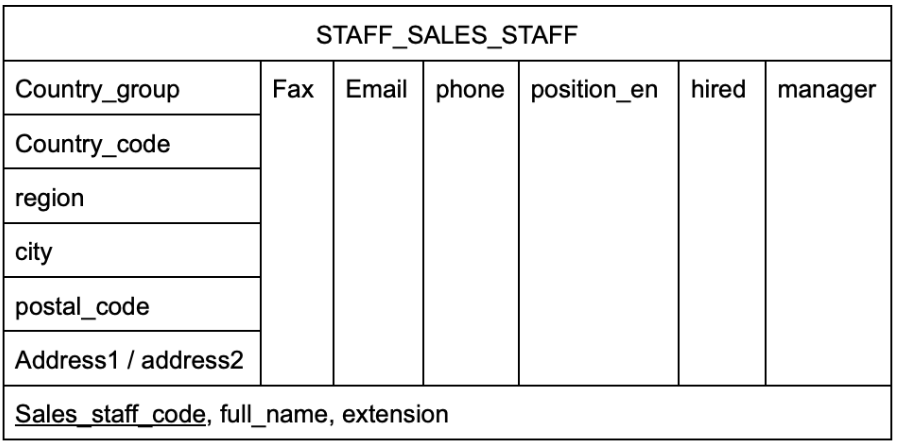 STAFF_SALES_STAFF
Country_group Fax Email phone position_en hired manager
Country_code
region
city
postal_code
Address1 / address2
Sales_staff_code, full_name, extension